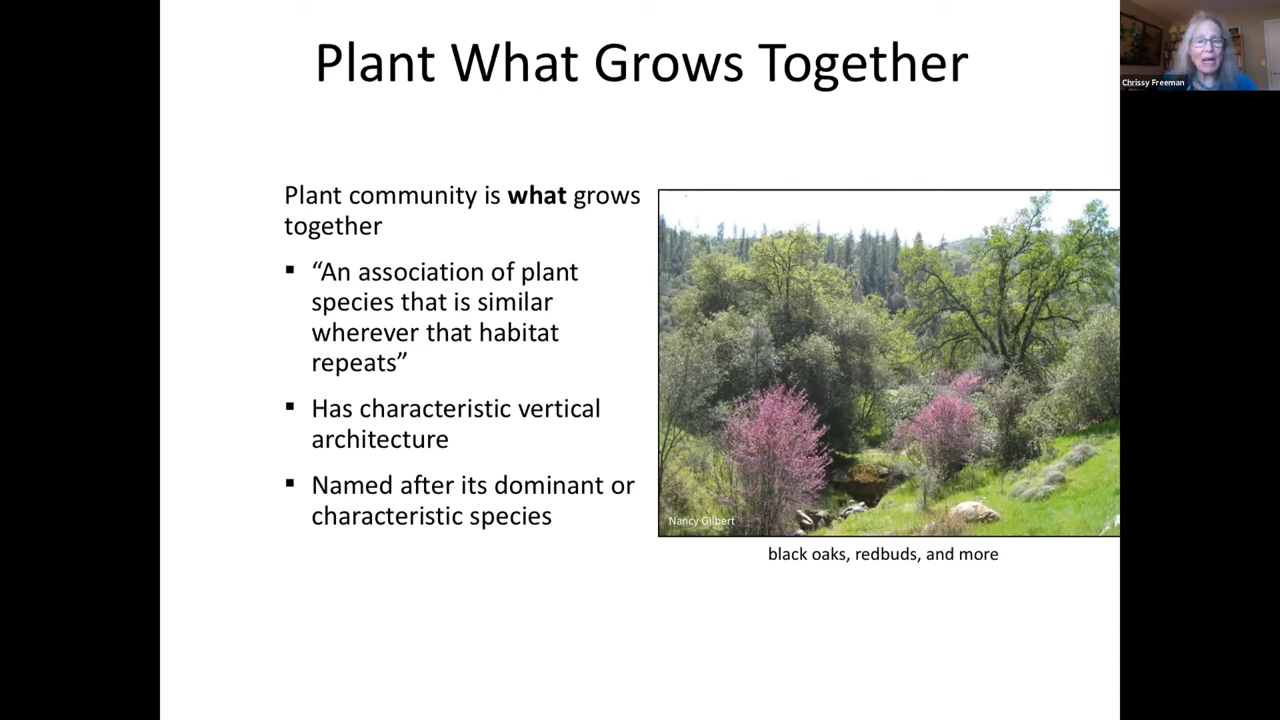 Plant What Grows Together
Chrissy Freeman
Plant community is what grows
together
▪ “An association of plant
species that is similar
wherever that habitat
repeats”
▪ Has characteristic vertical
architecture
▪ Named after its dominant or
characteristic species
Nancy Gilbert
black oaks, redbuds, and more